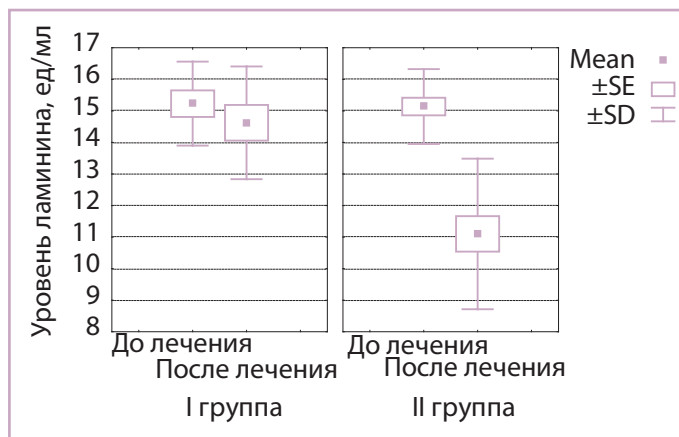 Уровень ламинина, ед/мл
17
16
15
14
13
12
11
10
9
8
До лечения
После лечения
I группа
До лечения
После лечения
II группа
Mean
±SE
±SD